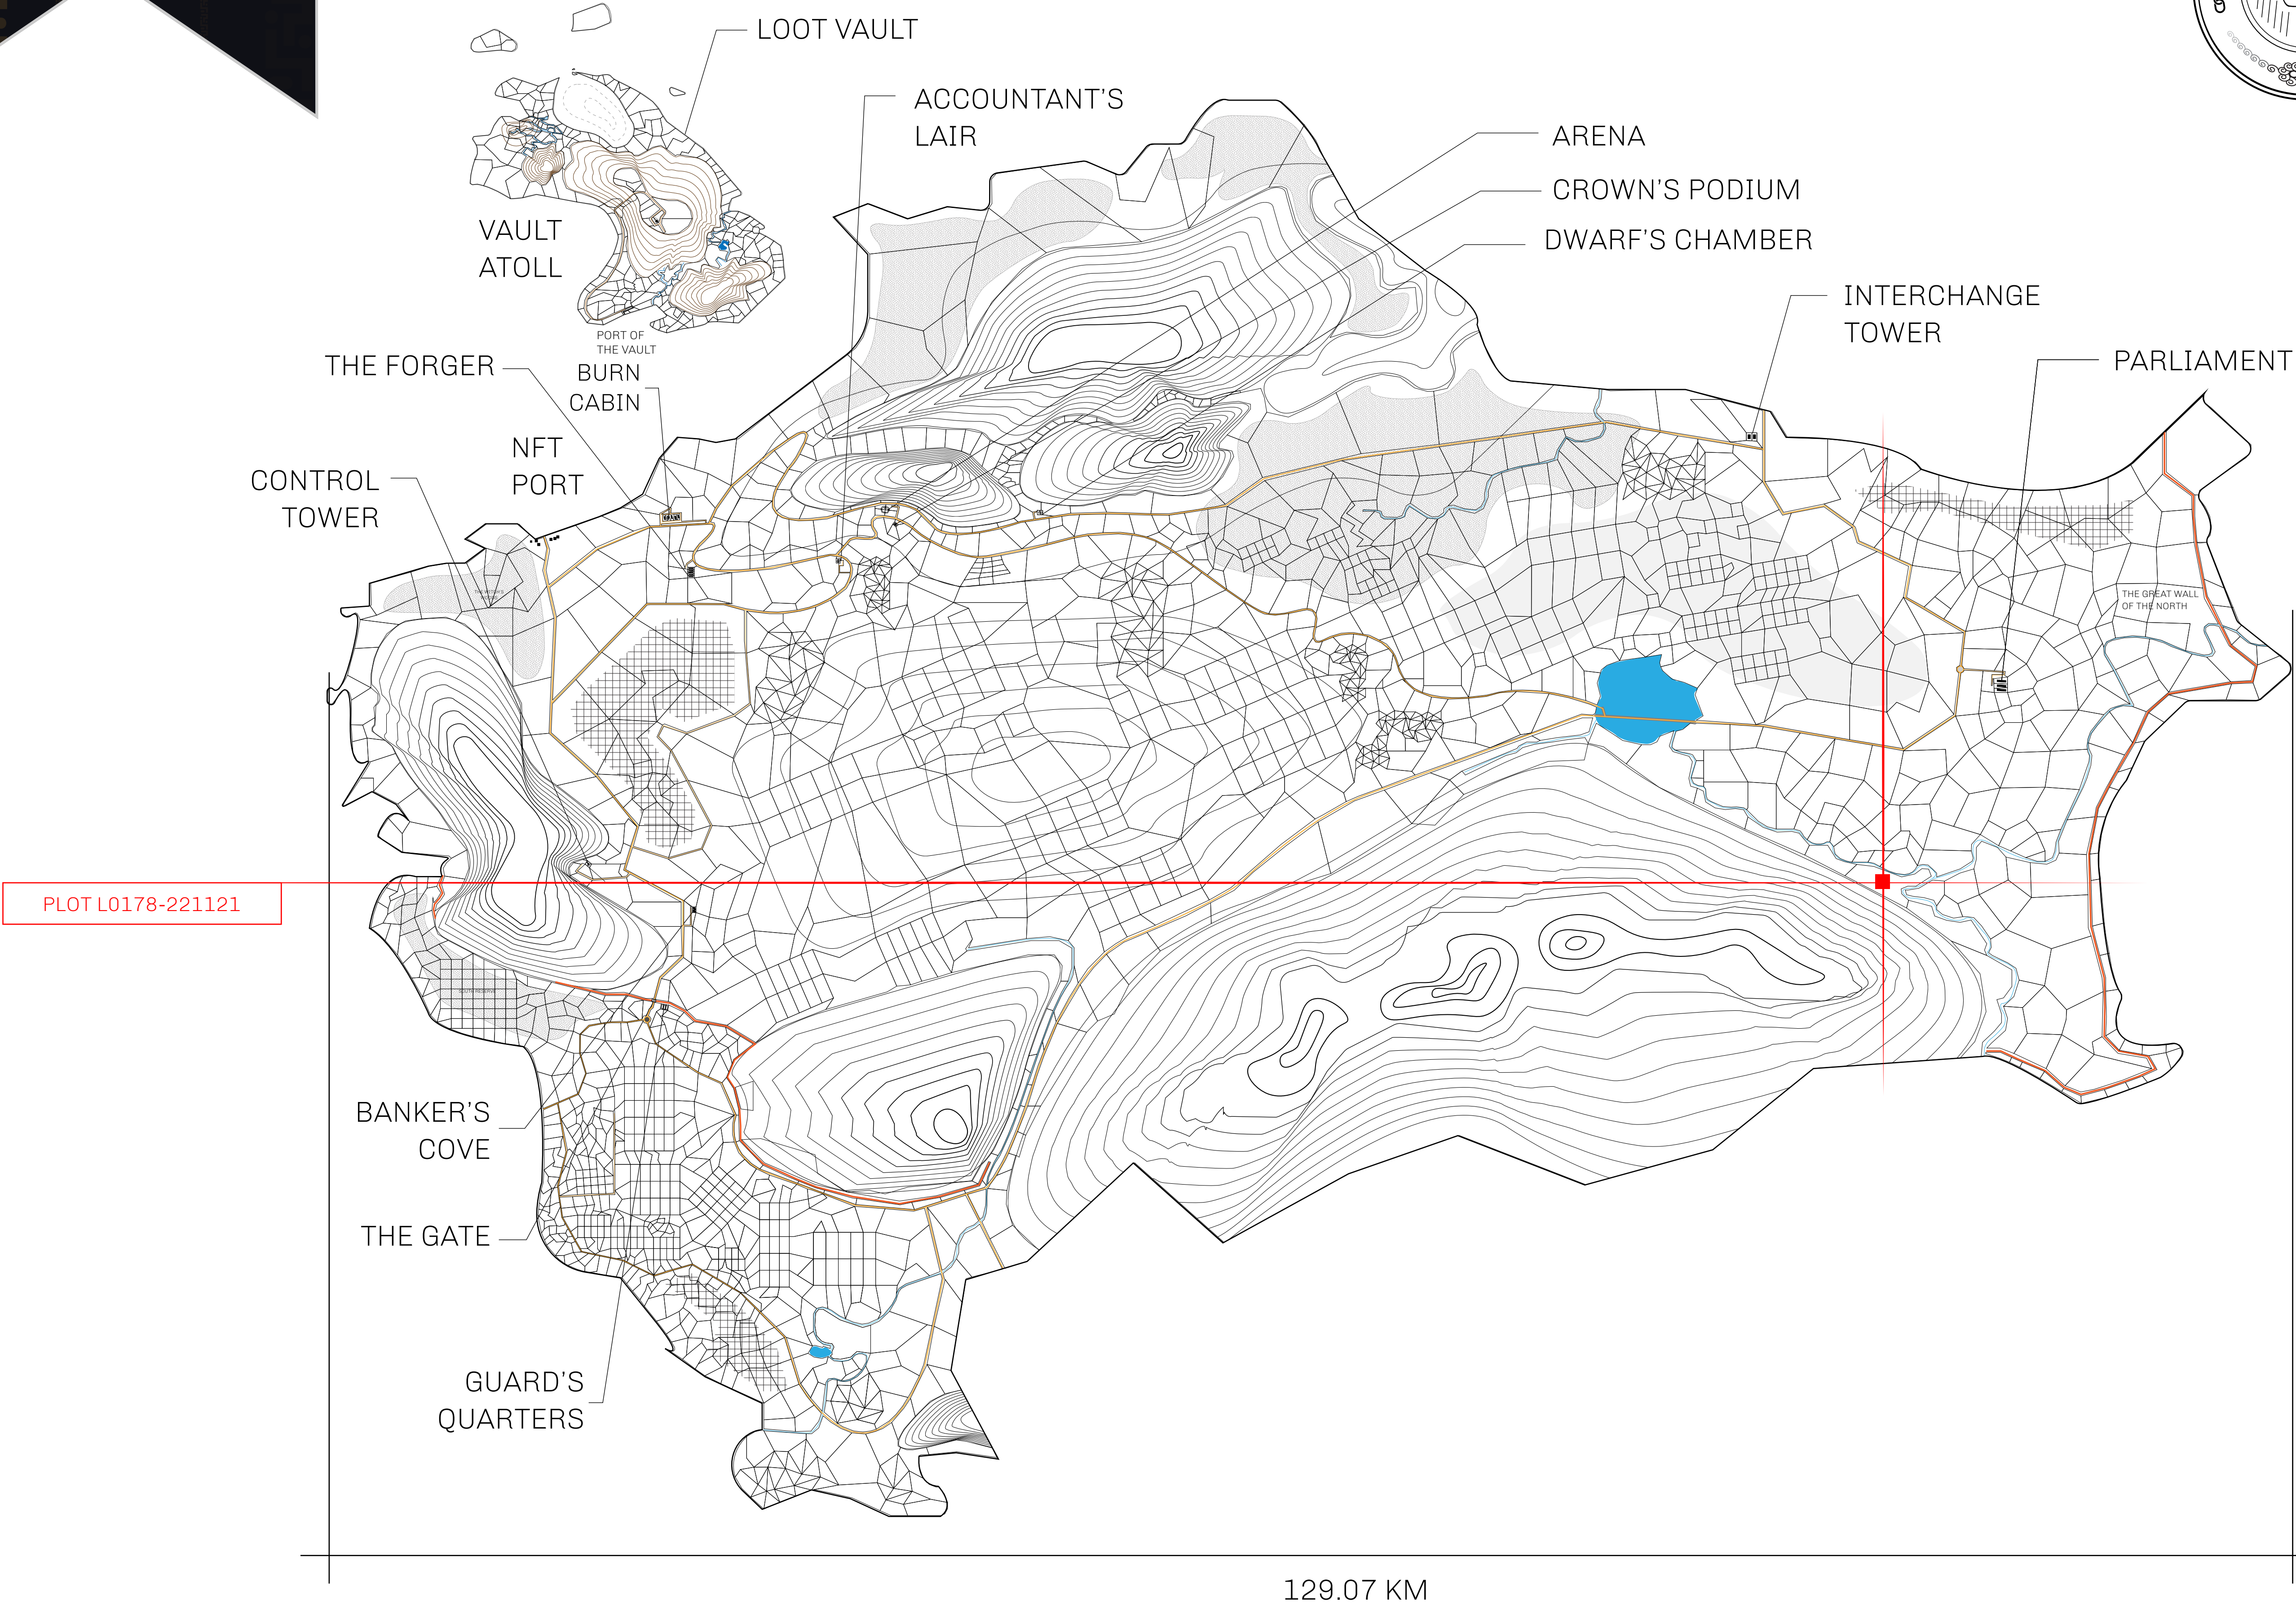 LOOT VAULT
ACCOUNTANT'S
LAIR
ARENA
CROWN'S PODIUM
DWARF'S CHAMBER
VAULT
ATOLL
INTERCHANGE
TOWER
PORT OF
THE VAULT
PARLIAMENT
THE FORGER
BURN
CABIN
NFT
PORT
CONTROL
TOWER
THE GREAT WALL
OF THE NORTH
PLOT L0178-221121
SOUTH RESERVE
BANKER'S
COVE
THE GATE
GUARD'S
QUARTERS
129.07 KM